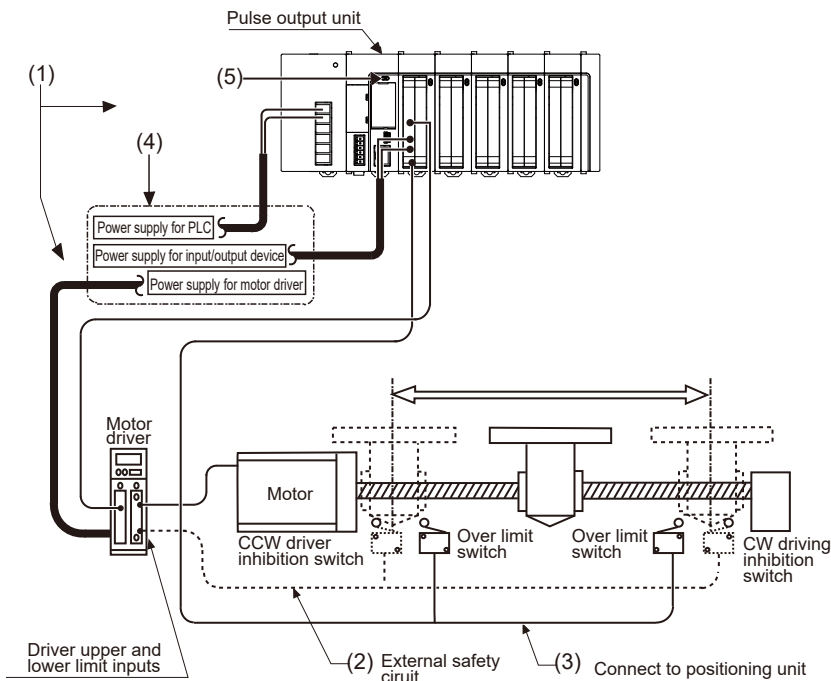 Pulse output unit
(1)
(5)
(4)
Power supply for PLC
Power supply for input/output device
Power supply for motor driver
Motor
driver
Motor
CCW driver
inhibition switch
Over limit
switch
Over limit
switch
CW driving
inhibition
switch
Driver upper and
lower limit inputs
(2) External safety
ciruit
(3) Connect to positioning unit